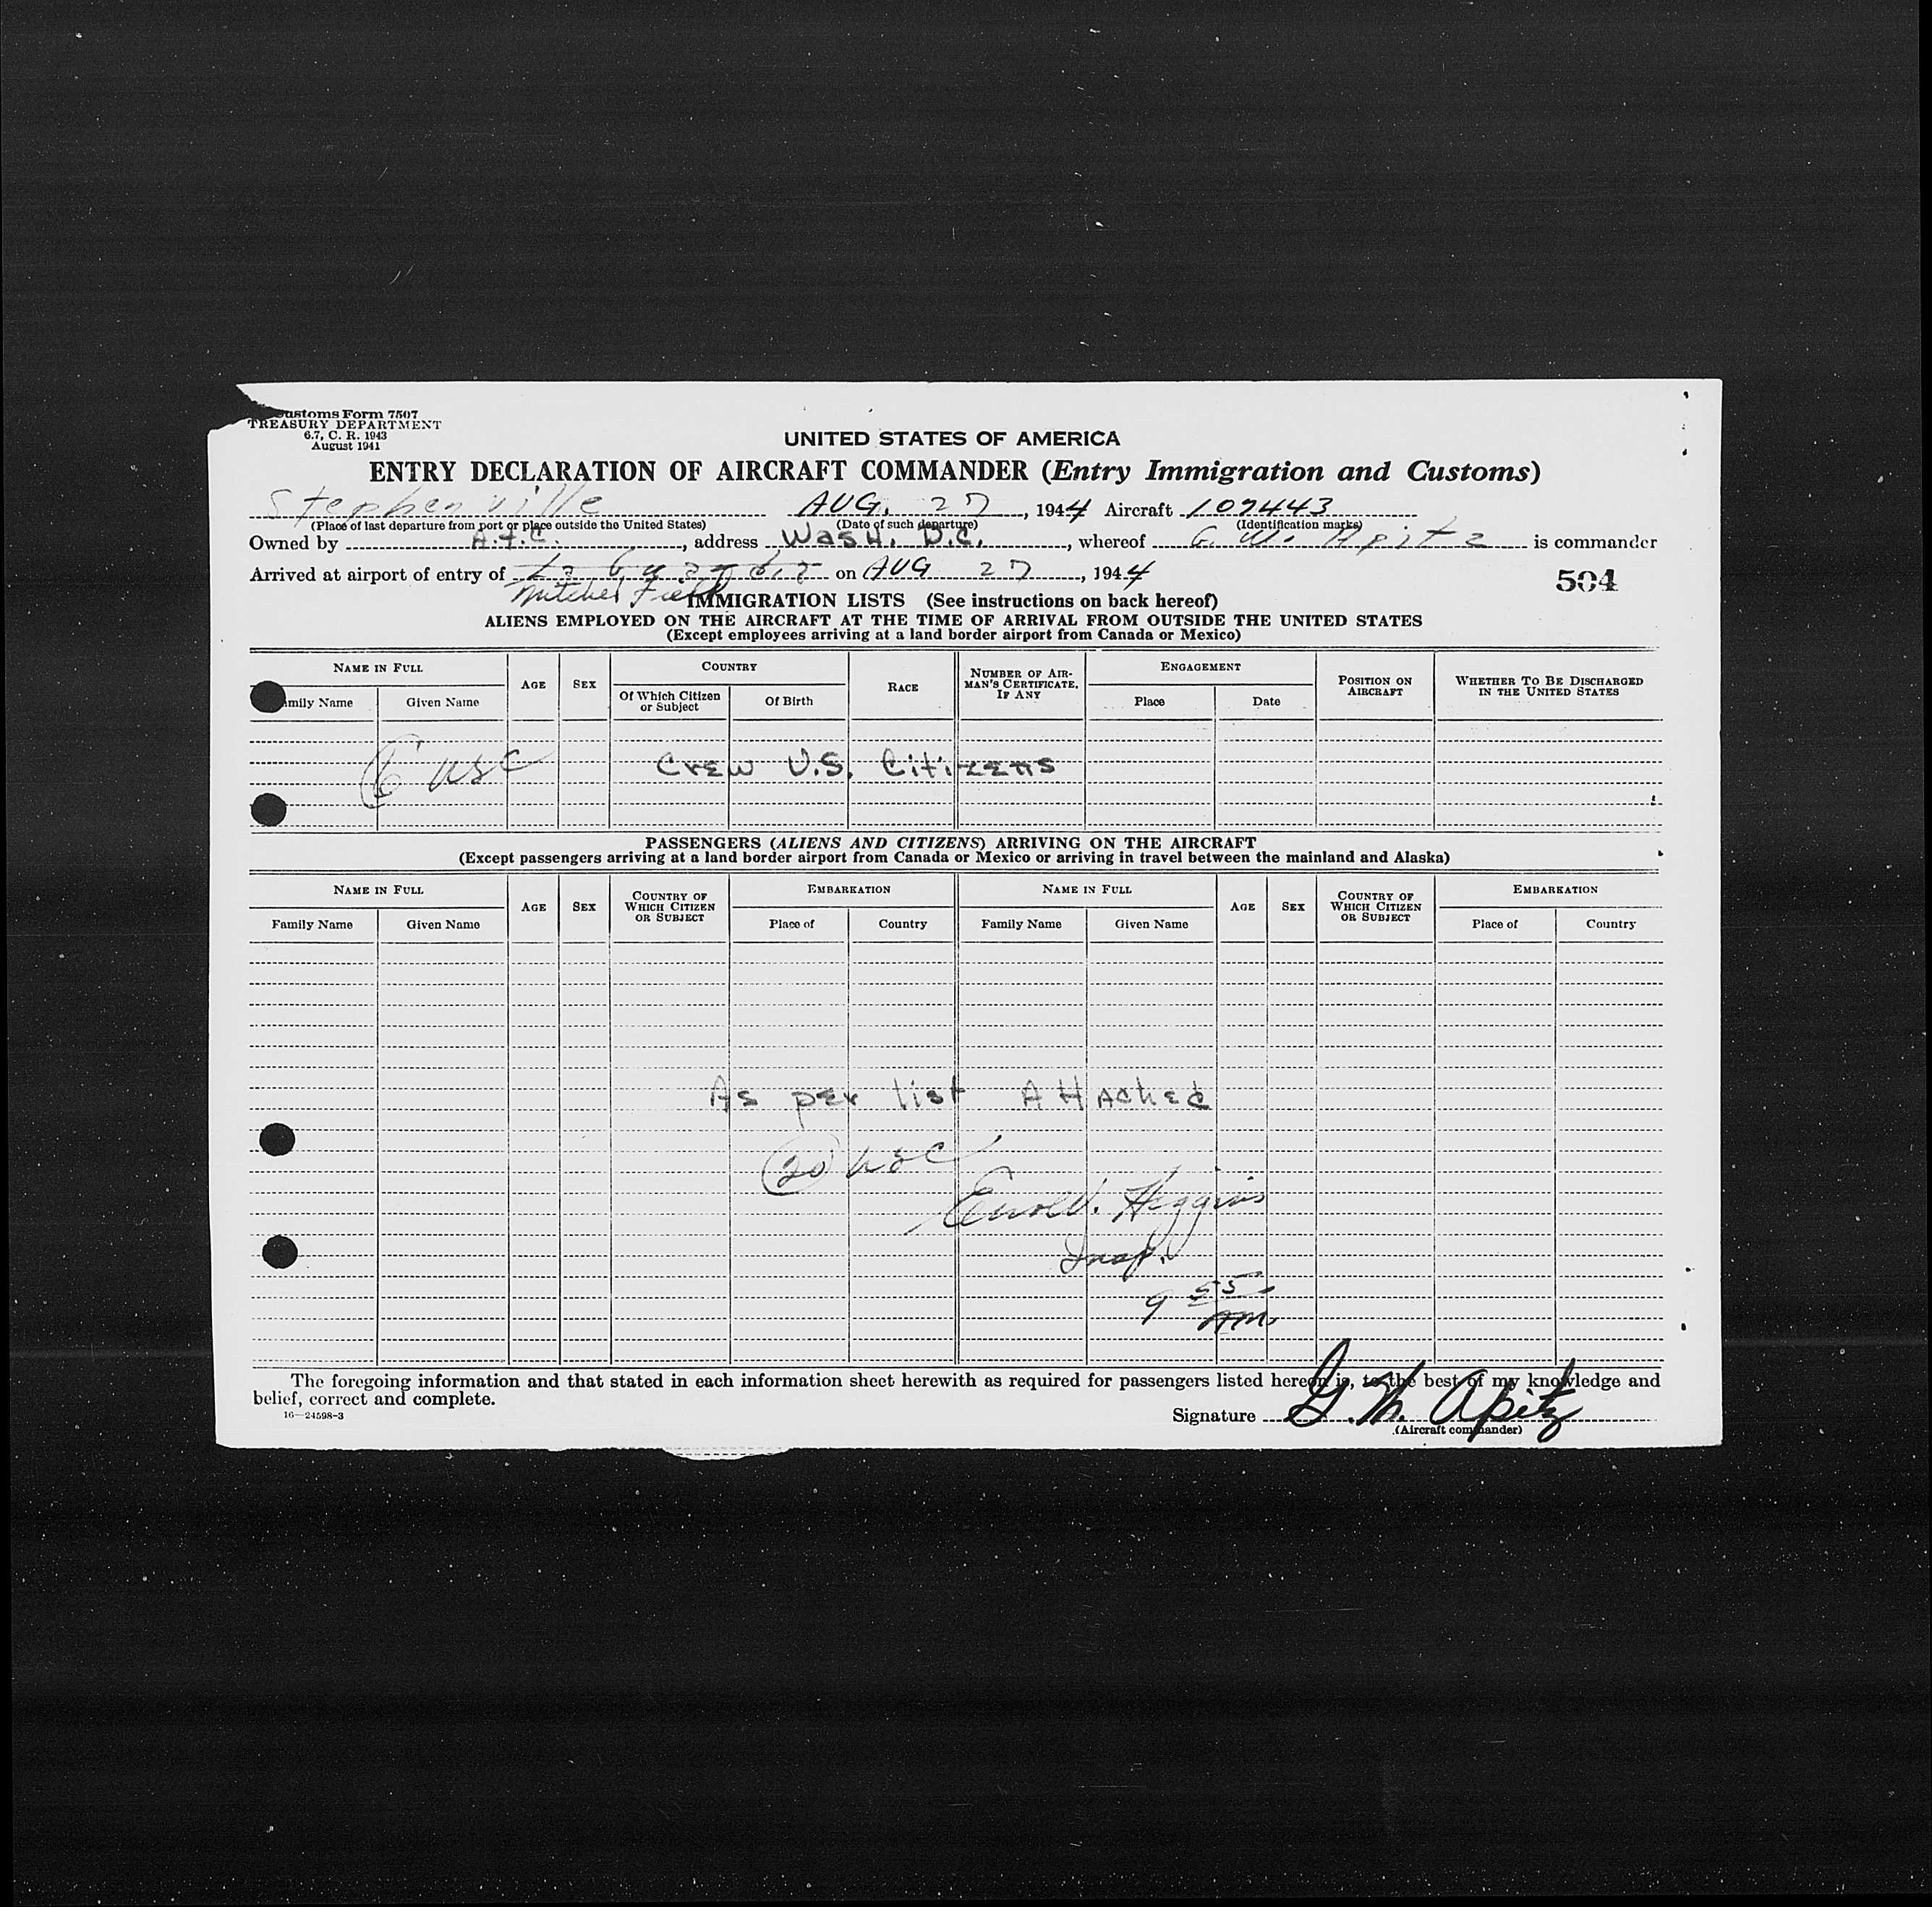 Customs Form 7507
TREASURY DEPARTMENT
6.7, C. R. 1943
August 1941
UNITED STATES OF AMERICA
ENTRY DECLARATION OF AIRCRAFT COMMANDER (Entry Immigration and Customs)
Stephenville AUG. 27, 1944 Aircraft 107443
(Place of last departure from port or place outside the United States) (Date of such departure) (Identification marks)
Owned by A.T.C., address Wash. D.C., whereof G. W. Apitz is commander
Arrived at airport of entry of La Guardia on AUG 27, 1944
504
Mitchel Field
IMMIGRATION LISTS (See instructions on back hereof)
ALIENS EMPLOYED ON THE AIRCRAFT AT THE TIME OF ARRIVAL FROM OUTSIDE THE UNITED STATES
(Except employees arriving at a land border airport from Canada or Mexico)
NAME IN FULL AGE SEX COUNTRY RACE NUMBER OF AIRMAN'S CERTIFICATE, IF ANY ENGAGEMENT POSITION ON AIRCRAFT WHETHER TO BE DISCHARGED IN THE UNITED STATES
Family Name Given Name Of Which Citizen or Subject Of Birth Place Date
6 USC Crew U.S. Citizens
PASSENGERS (ALIENS AND CITIZENS) ARRIVING ON THE AIRCRAFT
(Except passengers arriving at a land border airport from Canada or Mexico or arriving in travel between the mainland and Alaska)
NAME IN FULL AGE SEX COUNTRY OF WHICH CITIZEN OR SUBJECT EMBARKATION NAME IN FULL AGE SEX COUNTRY OF WHICH CITIZEN OR SUBJECT EMBARKATION
Family Name Given Name Place of Country Family Name Given Name Place of Country
As per list Attached
20 USC
Higgins
Insp.
9 55 AM.
The foregoing information and that stated in each information sheet herewith as required for passengers listed hereon is, to the best of my knowledge and
belief, correct and complete.
16—24598-3
Signature G. W. Apitz
(Aircraft commander)